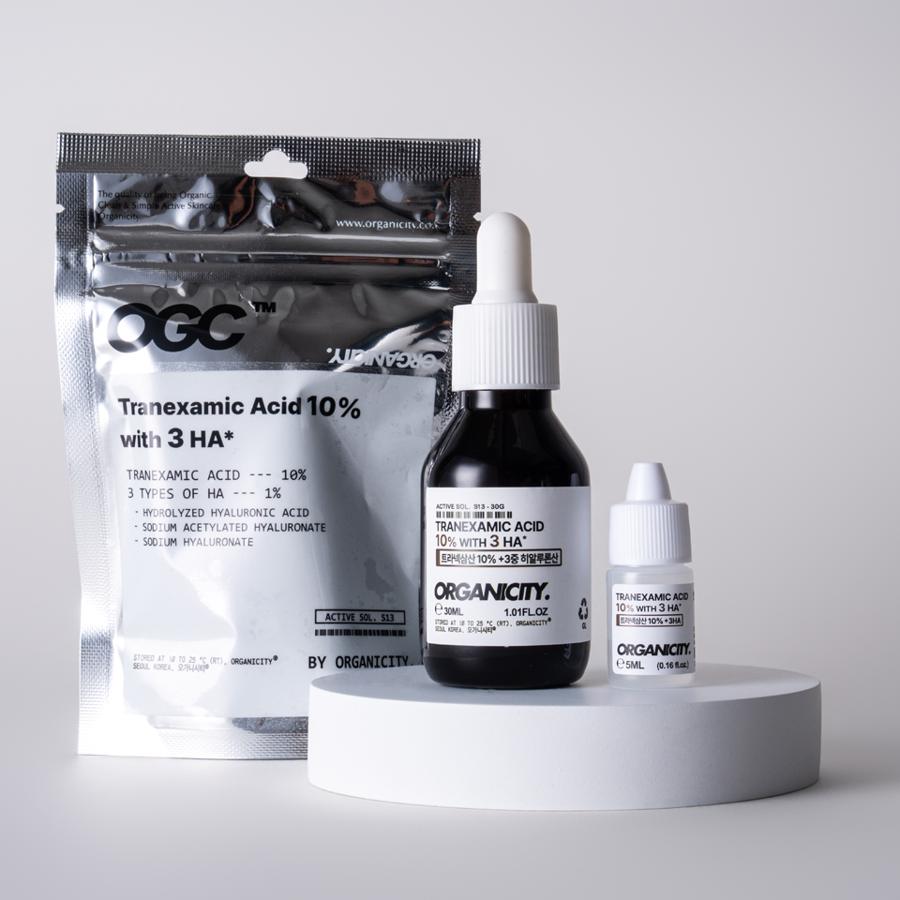 The quality of being Organic.
Clean & Simple Active Skincare
Organicity.
www.organicity.co.
OGC™
ORGANICITY.
Tranexamic Acid 10%
with 3 HA*
TRANEXAMIC ACID --- 10%
3 TYPES OF HA --- 1%
- HYDROLYZED HYALURONIC ACID
- SODIUM ACETYLATED HYALURONATE
- SODIUM HYALURONATE
ACTIVE SOL. S13
STORED AT 10 TO 25 °C (RT), ORGANICITY®
SEOUL KOREA, 오가니시티®
BY ORGANICITY.
ACTIVE SOL. S13 - 30G
TRANEXAMIC ACID
10% WITH 3 HA*
트라넥삼산 10% +3중 히알루론산
ORGANICITY.
℮30ML 1.01FL.OZ
STORED AT 10 TO 25 °C (RT), ORGANICITY®
SEOUL KOREA, 오가니시티®
GL
TRANEXAMIC ACID
10% WITH 3 HA*
트라넥삼산 10% +3HA
ORGANICITY.
℮5ML (0.16 fl.oz.)